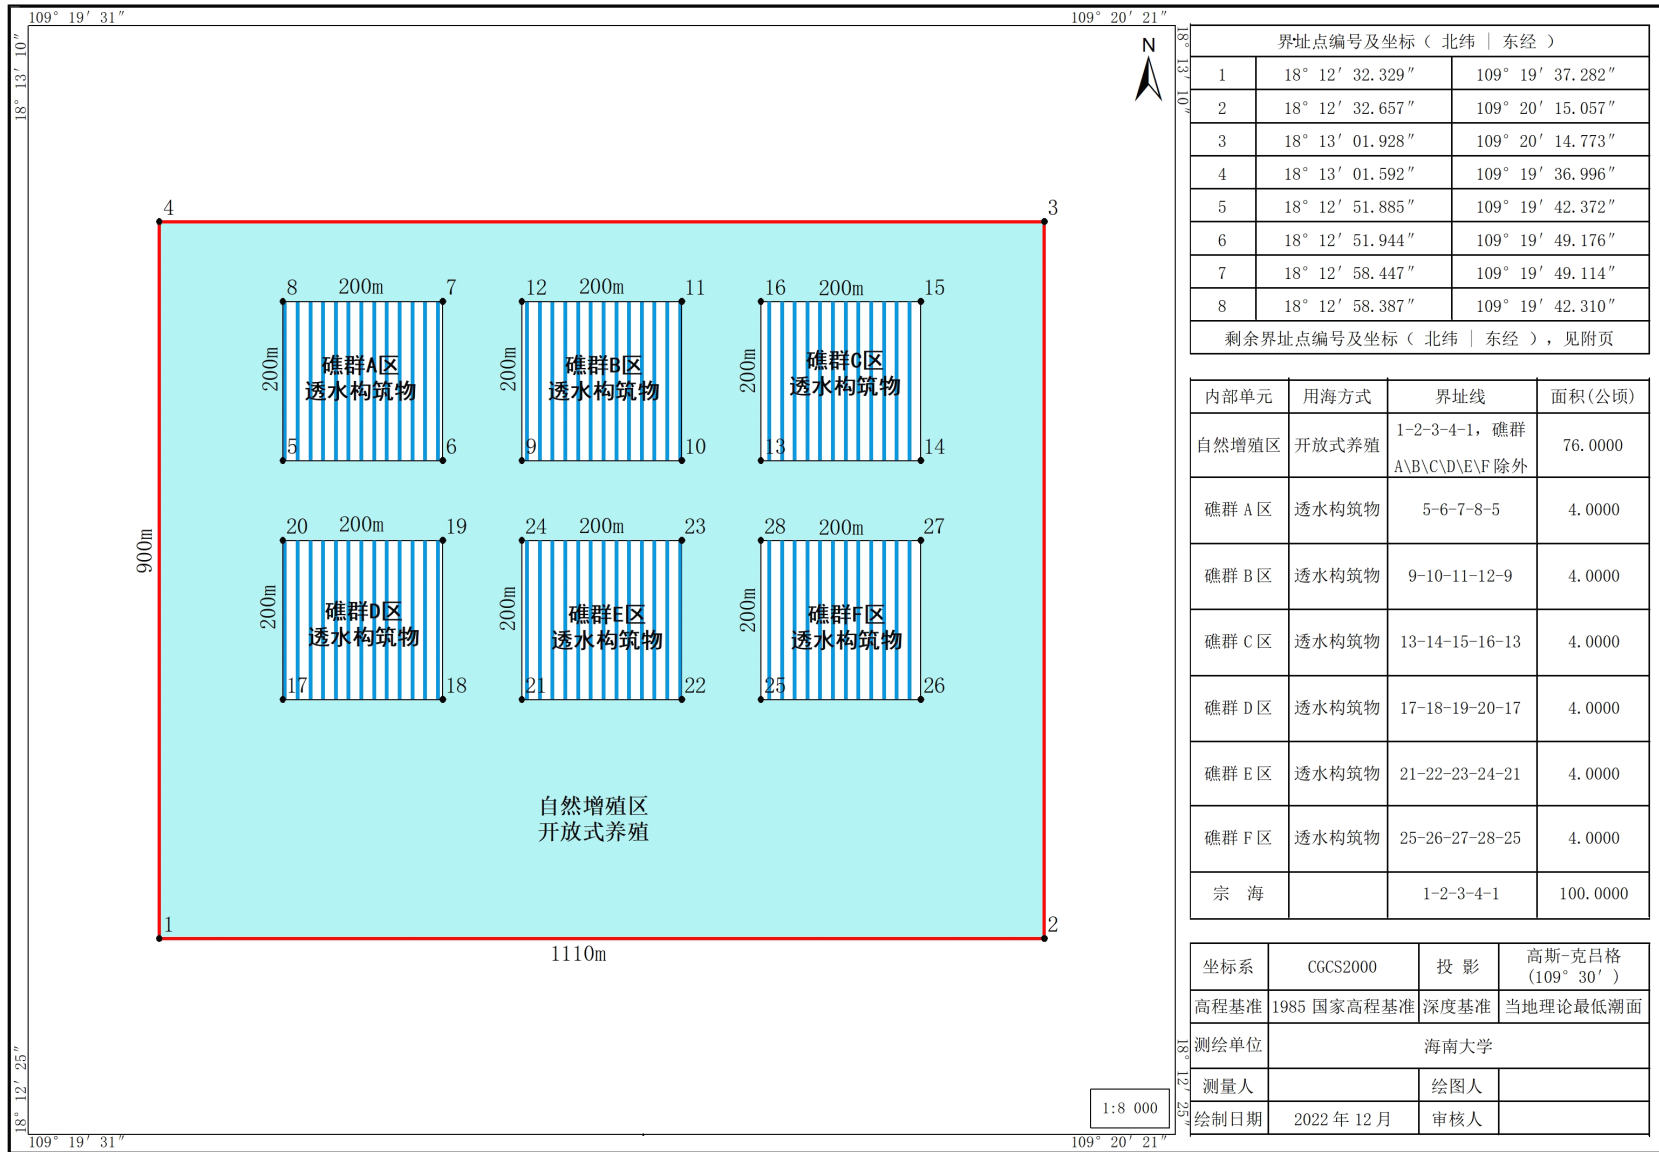 109° 19′ 31″
109° 20′ 21″
18° 13′ 10″
18° 13′ 10″
N
4
3
8
200m
7
12
200m
11
16
200m
15
200m
礁群A区
透水构筑物
200m
礁群B区
透水构筑物
200m
礁群C区
透水构筑物
5
6
9
10
13
14
900m
20
200m
19
24
200m
23
28
200m
27
200m
礁群D区
透水构筑物
200m
礁群E区
透水构筑物
200m
礁群F区
透水构筑物
17
18
21
22
25
26
自然增殖区
开放式养殖
1
2
1110m
1:8 000
18° 12′ 25″
18° 12′ 25″
109° 19′ 31″
109° 20′ 21″
界址点编号及坐标（ 北纬 | 东经 ）
1 18° 12′ 32.329″ 109° 19′ 37.282″
2 18° 12′ 32.657″ 109° 20′ 15.057″
3 18° 13′ 01.928″ 109° 20′ 14.773″
4 18° 13′ 01.592″ 109° 19′ 36.996″
5 18° 12′ 51.885″ 109° 19′ 42.372″
6 18° 12′ 51.944″ 109° 19′ 49.176″
7 18° 12′ 58.447″ 109° 19′ 49.114″
8 18° 12′ 58.387″ 109° 19′ 42.310″
剩余界址点编号及坐标（ 北纬 | 东经 ），见附页
内部单元 用海方式 界址线 面积(公顷)
自然增殖区 开放式养殖 1-2-3-4-1，礁群 76.0000
A\B\C\D\E\F除外
礁群 A 区 透水构筑物 5-6-7-8-5 4.0000
礁群 B 区 透水构筑物 9-10-11-12-9 4.0000
礁群 C 区 透水构筑物 13-14-15-16-13 4.0000
礁群 D 区 透水构筑物 17-18-19-20-17 4.0000
礁群 E 区 透水构筑物 21-22-23-24-21 4.0000
礁群 F 区 透水构筑物 25-26-27-28-25 4.0000
宗 海 1-2-3-4-1 100.0000
坐标系 CGCS2000 投 影 高斯-克吕格
(109° 30′ )
高程基准 1985 国家高程基准 深度基准 当地理论最低潮面
测绘单位 海南大学
测量人 绘图人
绘制日期 2022 年 12 月 审核人